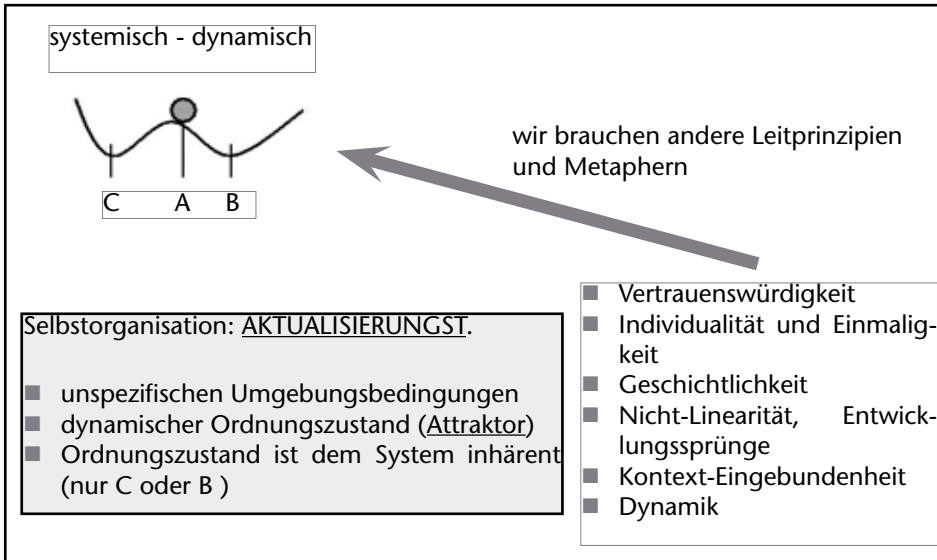 systemisch - dynamisch
C A B
wir brauchen andere Leitprinzipien
und Metaphern
Selbstorganisation: AKTUALISIERUNGST.
unspezifischen Umgebungsbedingungen
dynamischer Ordnungszustand (Attraktor)
Ordnungszustand ist dem System inhärent
(nur C oder B )
Vertrauenswürdigkeit
Individualität und Einmalig-
keit
Geschichtlichkeit
Nicht-Linearität, Entwick-
lungssprünge
Kontext-Eingebundenheit
Dynamik